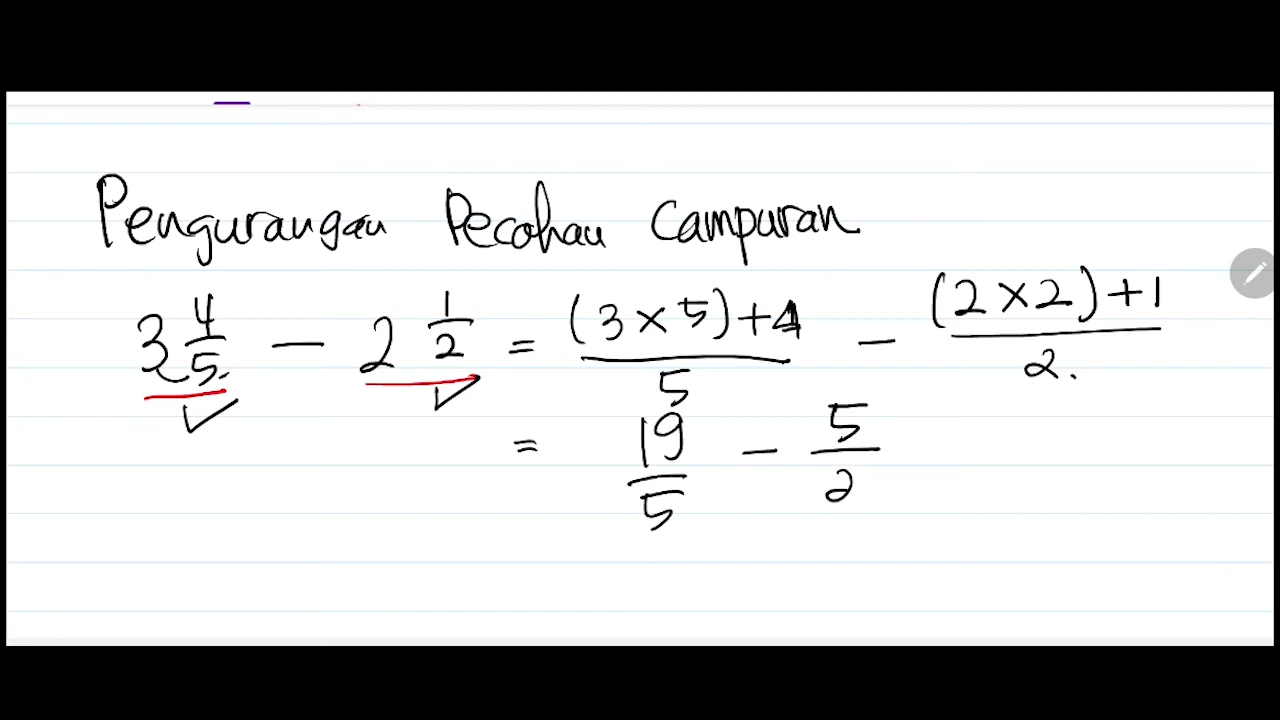 Pengurangan Pecahan Campuran
3 4/5 - 2 1/2 = ((3 × 5) + 4)/5 - ((2 × 2) + 1)/2.
= 19/5 - 5/2